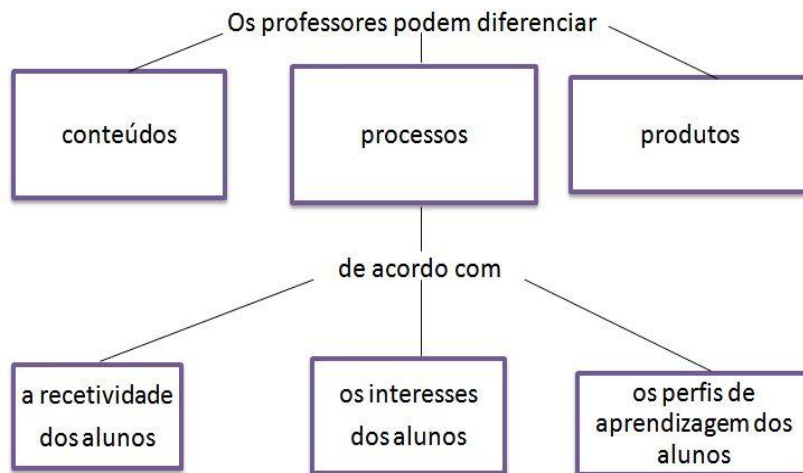 Os professores podem diferenciar
conteúdos
processos
produtos
de acordo com
a recetividade
dos alunos
os interesses
dos alunos
os perfis de
aprendizagem dos
alunos